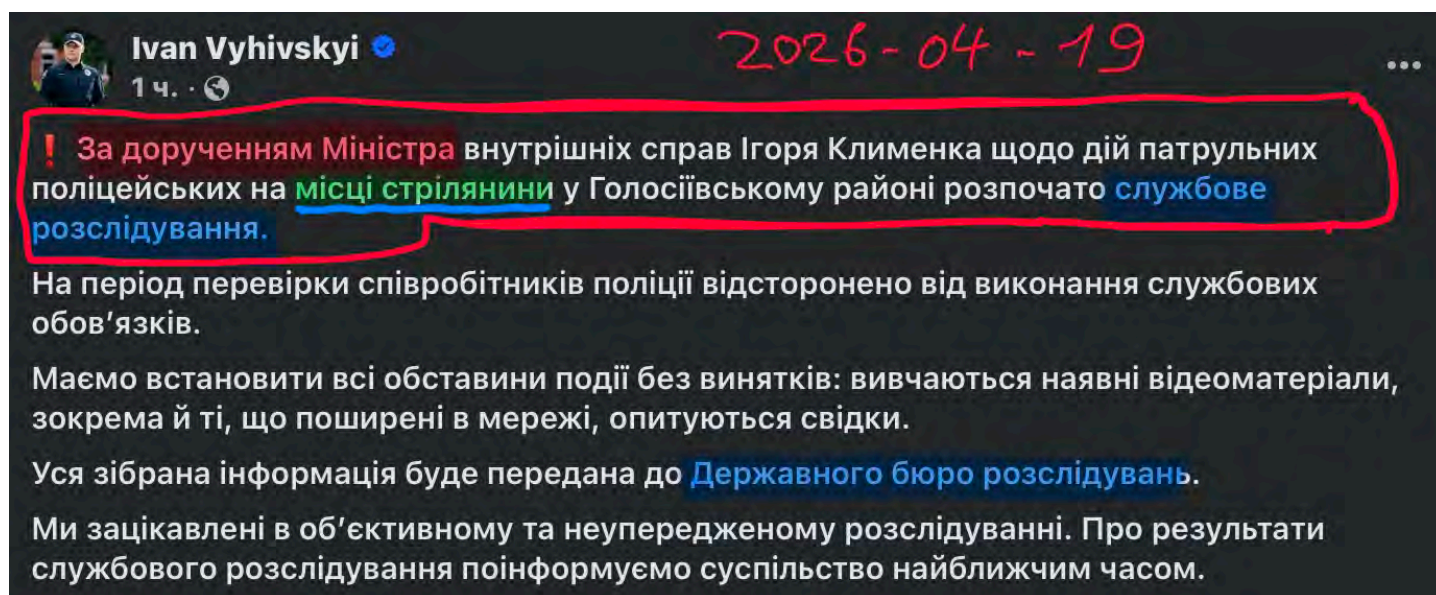 Ivan Vyhivskyi
2026-04-19
1 ч. ·
❗ За дорученням Міністра внутрішніх справ Ігоря Клименка щодо дій патрульних
поліцейських на місці стрілянини у Голосіївському районі розпочато службове
розслідування.
На період перевірки співробітників поліції відсторонено від виконання службових
обов’язків.
Маємо встановити всі обставини події без винятків: вивчаються наявні відеоматеріали,
зокрема й ті, що поширені в мережі, опитуються свідки.
Уся зібрана інформація буде передана до Державного бюро розслідувань.
Ми зацікавлені в об’єктивному та неупередженому розслідуванні. Про результати
службового розслідування поінформуємо суспільство найближчим часом.